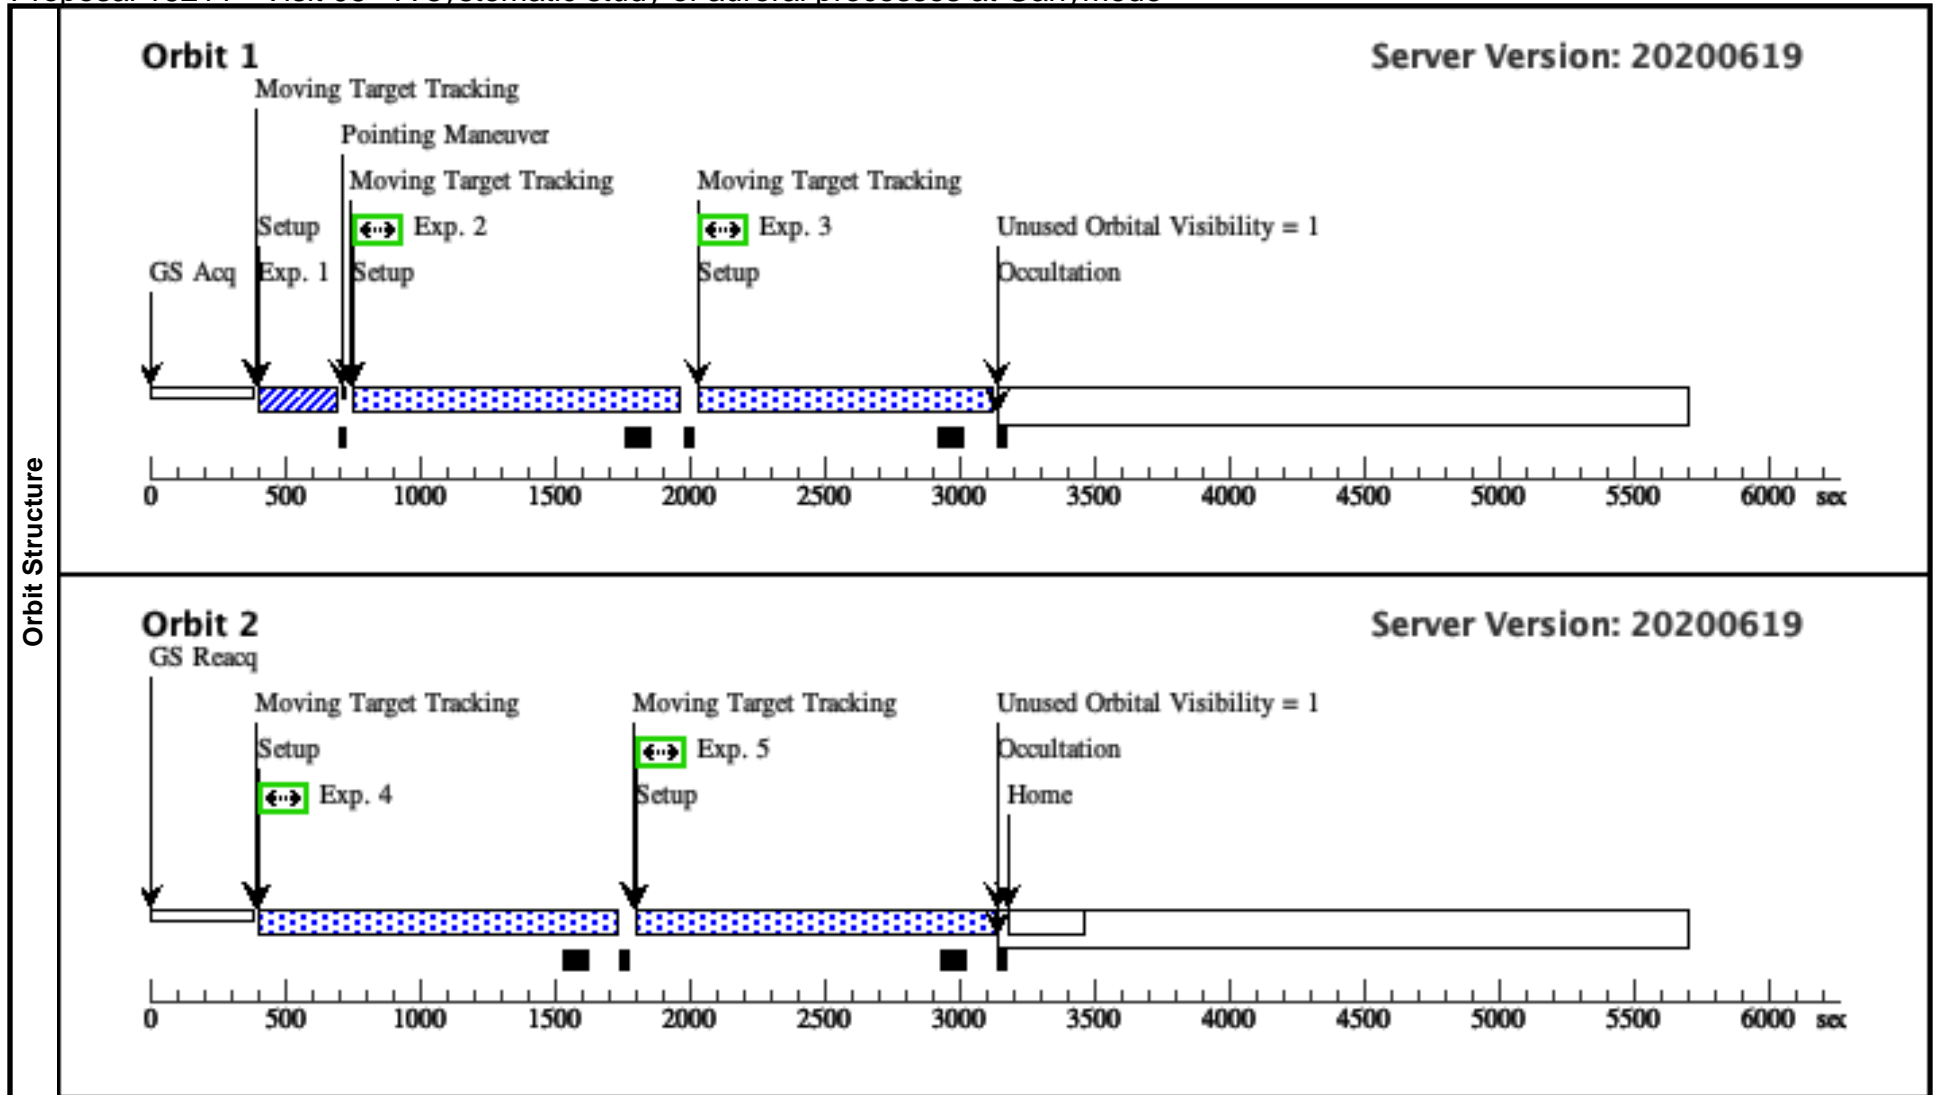 Orbit Structure
Orbit 1
Server Version: 20200619
Moving Target Tracking
Pointing Maneuver
Moving Target Tracking
Moving Target Tracking
Setup
Exp. 2
Exp. 3
Unused Orbital Visibility = 1
GS Acq
Exp. 1
Setup
Setup
Occultation
0 500 1000 1500 2000 2500 3000 3500 4000 4500 5000 5500 6000 sec
Orbit 2
Server Version: 20200619
GS Reacq
Moving Target Tracking
Moving Target Tracking
Unused Orbital Visibility = 1
Setup
Exp. 5
Occultation
Exp. 4
Setup
Home
0 500 1000 1500 2000 2500 3000 3500 4000 4500 5000 5500 6000 sec